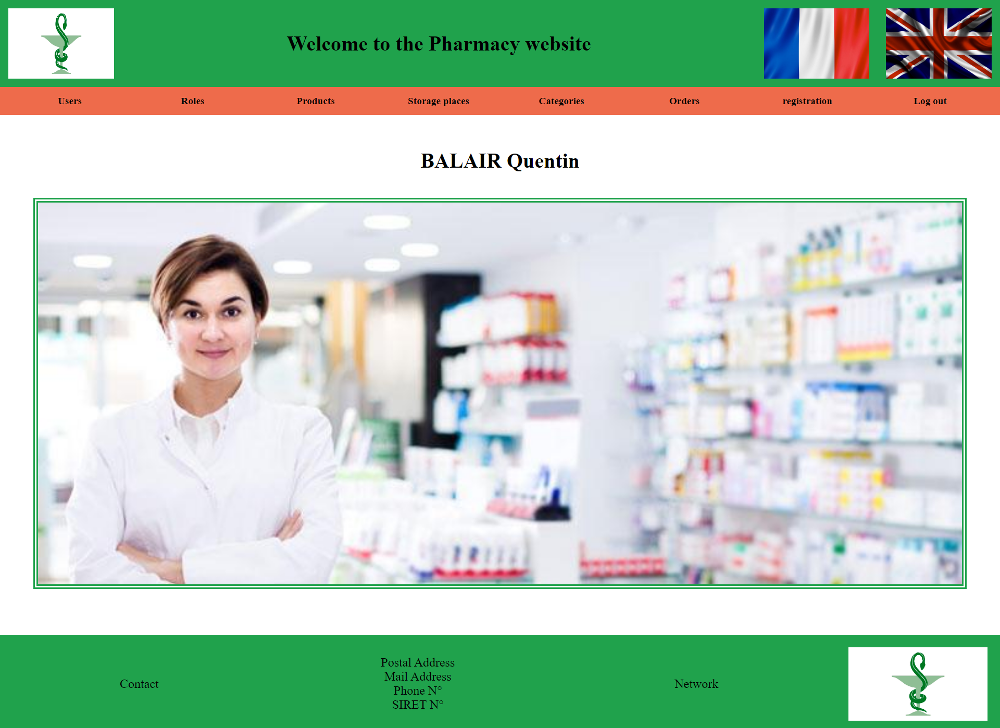 Welcome to the Pharmacy website
Users Roles Products Storage places Categories Orders registration Log out
BALAIR Quentin
Contact
Postal Address
Mail Address
Phone N°
SIRET N°
Network